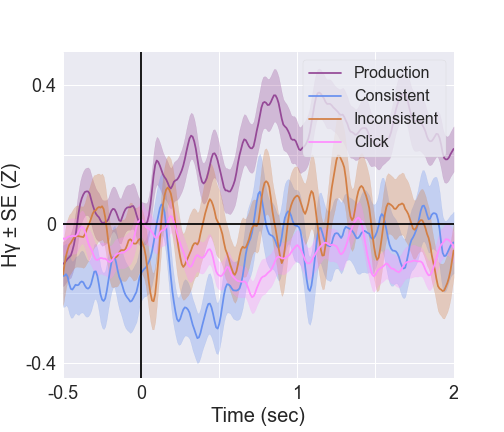 Production
Consistent
Inconsistent
Click
0.4
0
-0.4
Hγ ± SE (Z)
-0.5
0
1
2
Time (sec)